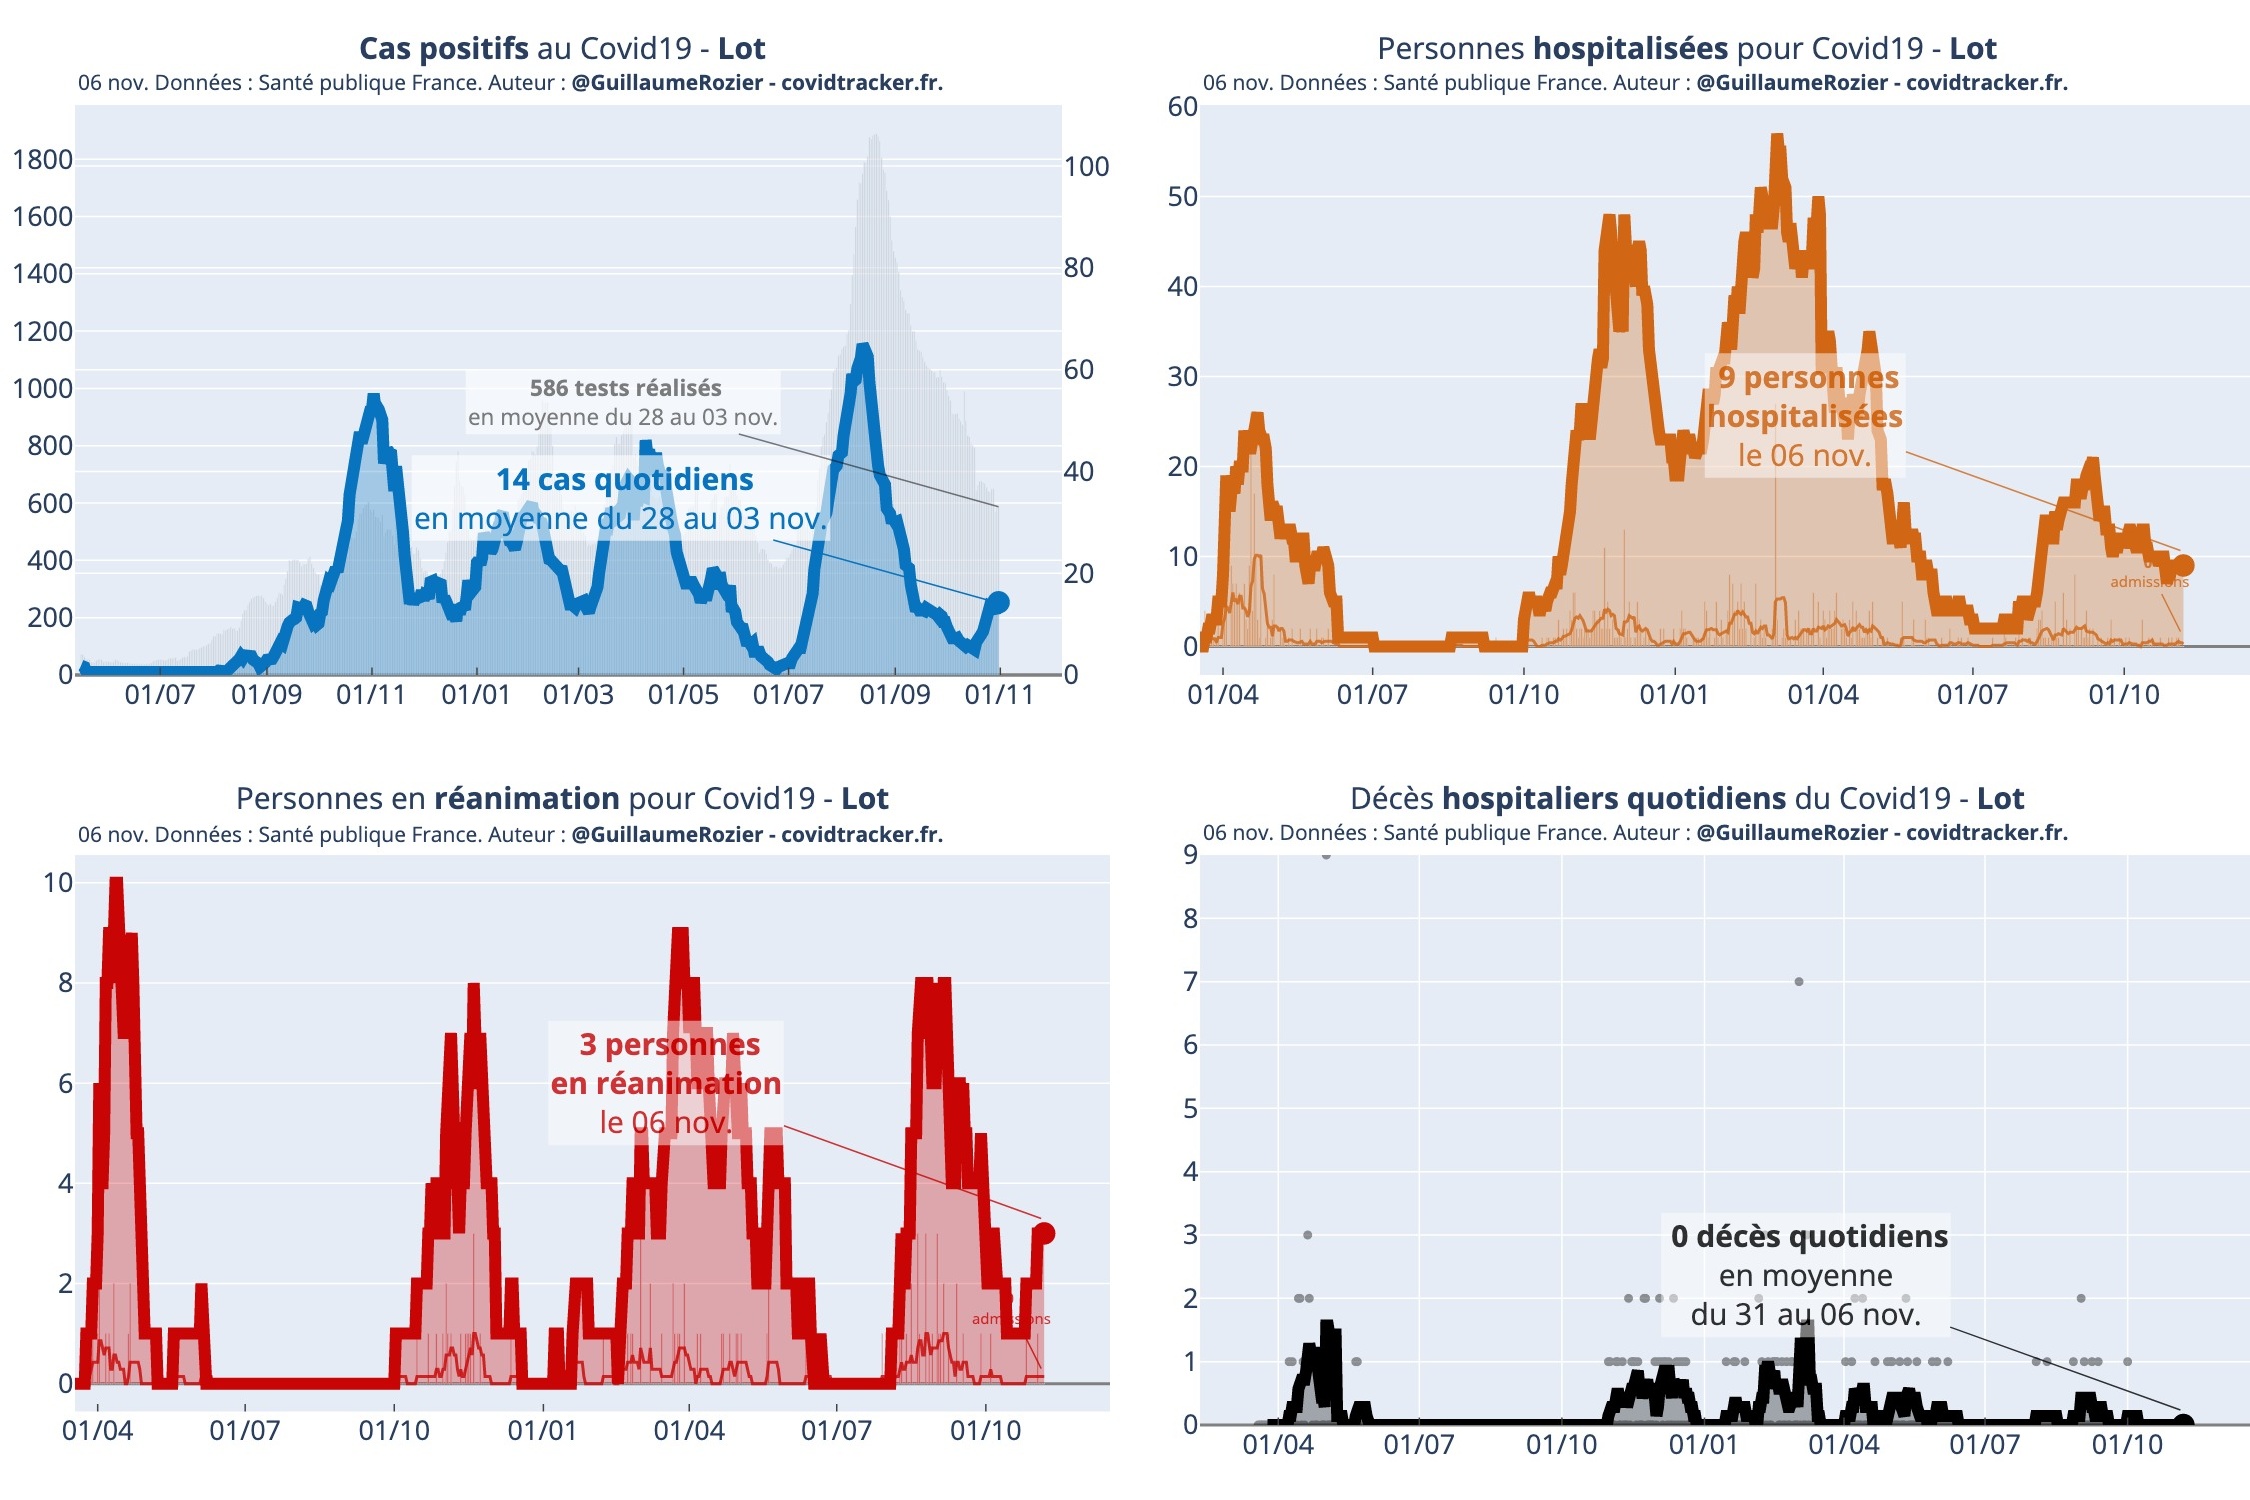 Cas positifs au Covid19 - Lot
06 nov. Données : Santé publique France. Auteur : @GuillaumeRozier - covidtracker.fr.
1800
1600
1400
1200
1000
800
600
400
200
0
100
80
60
40
20
0
586 tests réalisés
en moyenne du 28 au 03 nov.
14 cas quotidiens
en moyenne du 28 au 03 nov.
01/07 01/09 01/11 01/01 01/03 01/05 01/07 01/09 01/11
Personnes hospitalisées pour Covid19 - Lot
06 nov. Données : Santé publique France. Auteur : @GuillaumeRozier - covidtracker.fr.
60
50
40
30
20
10
0
9 personnes
hospitalisées
le 06 nov.
admissions
01/04 01/07 01/10 01/01 01/04 01/07 01/10
Personnes en réanimation pour Covid19 - Lot
06 nov. Données : Santé publique France. Auteur : @GuillaumeRozier - covidtracker.fr.
10
8
6
4
2
0
3 personnes
en réanimation
le 06 nov.
admissions
01/04 01/07 01/10 01/01 01/04 01/07 01/10
Décès hospitaliers quotidiens du Covid19 - Lot
06 nov. Données : Santé publique France. Auteur : @GuillaumeRozier - covidtracker.fr.
9
8
7
6
5
4
3
2
1
0
0 décès quotidiens
en moyenne
du 31 au 06 nov.
01/04 01/07 01/10 01/01 01/04 01/07 01/10